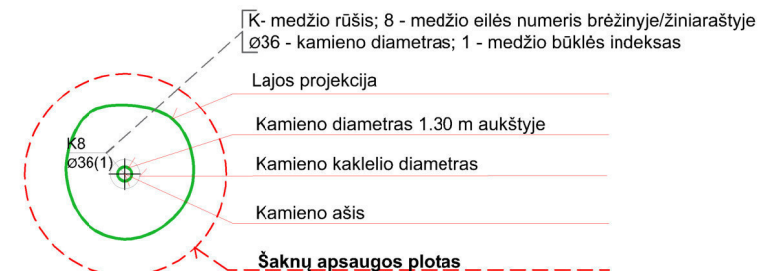 K- medžio rūšis; 8 - medžio eilės numeris brėžinyje/žiniaraštyje
ø36 - kamieno diametras; 1 - medžio būklės indeksas
Lajos projekcija
Kamieno diametras 1.30 m aukštyje
K8
ø36(1)
Kamieno kaklelio diametras
Kamieno ašis
Šaknų apsaugos plotas